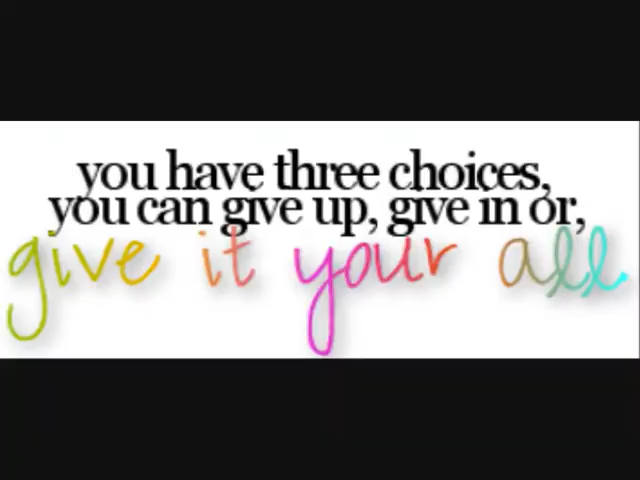 you have three choices,
you can give up, give in or,
give it your all